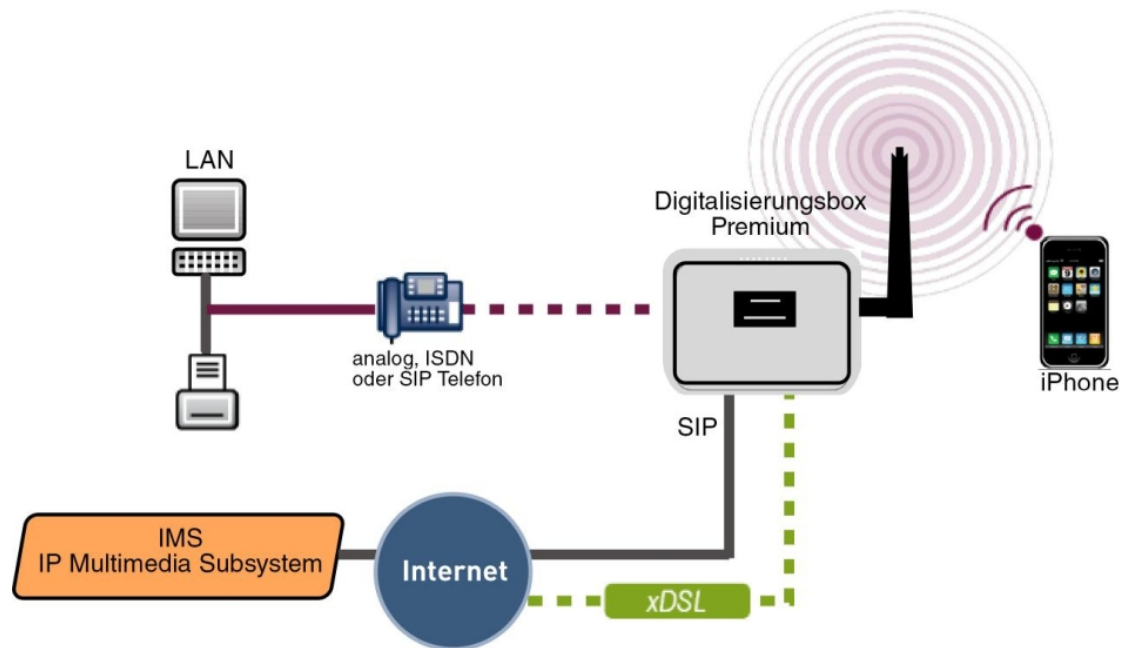 LAN
Digitalisierungsbox
Premium
analog, ISDN
oder SIP Telefon
iPhone
SIP
IMS
IP Multimedia Subsystem
Internet
xDSL